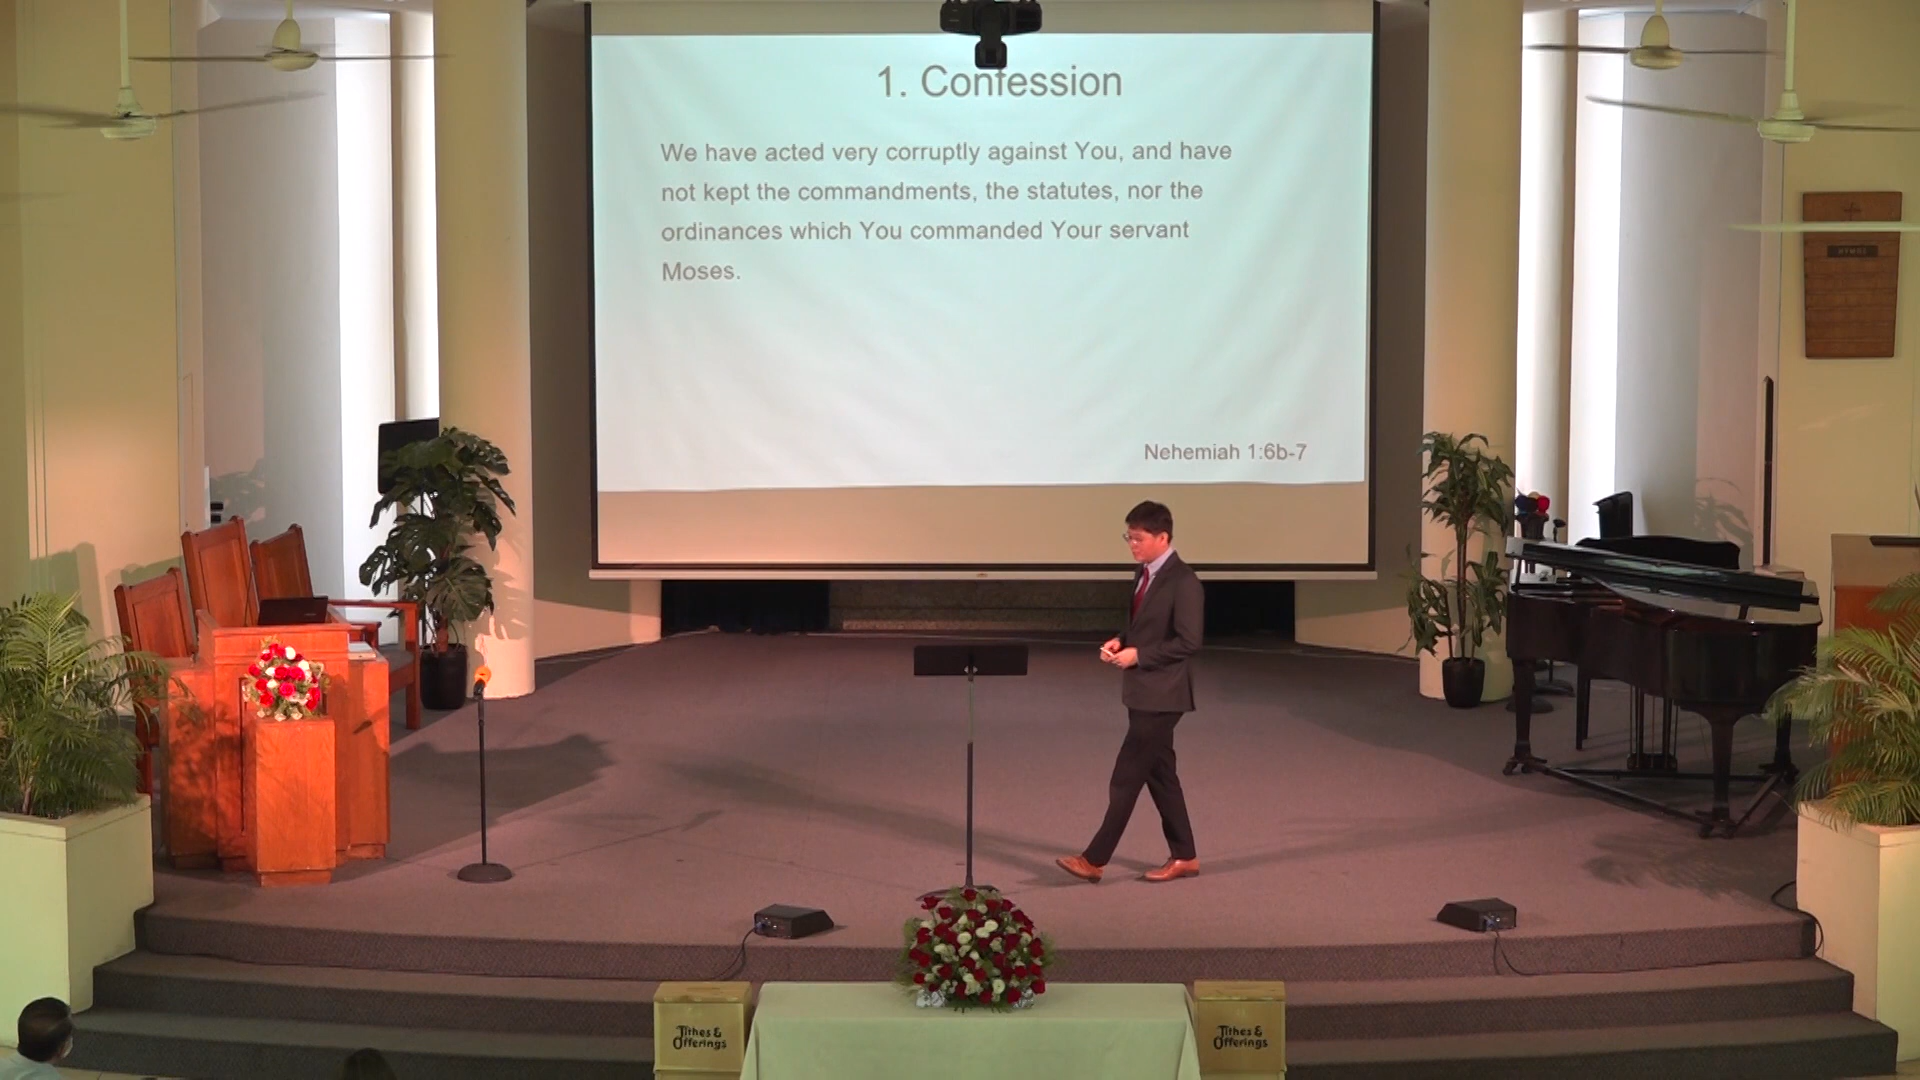 1. Confession
We have acted very corruptly against You, and have
not kept the commandments, the statutes, nor the
ordinances which You commanded Your servant
Moses.
Nehemiah 1:6b-7
HYMNS
Tithes &
Offerings
Tithes &
Offerings